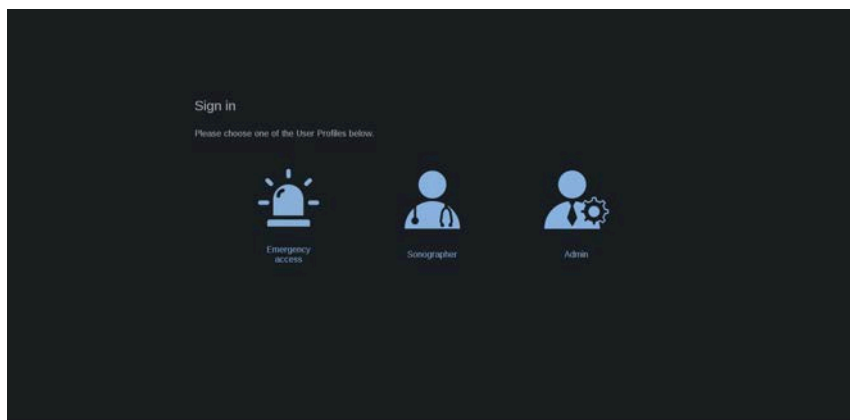 Sign in
Please choose one of the User Profiles below.
Emergency
access
Sonographer
Admin